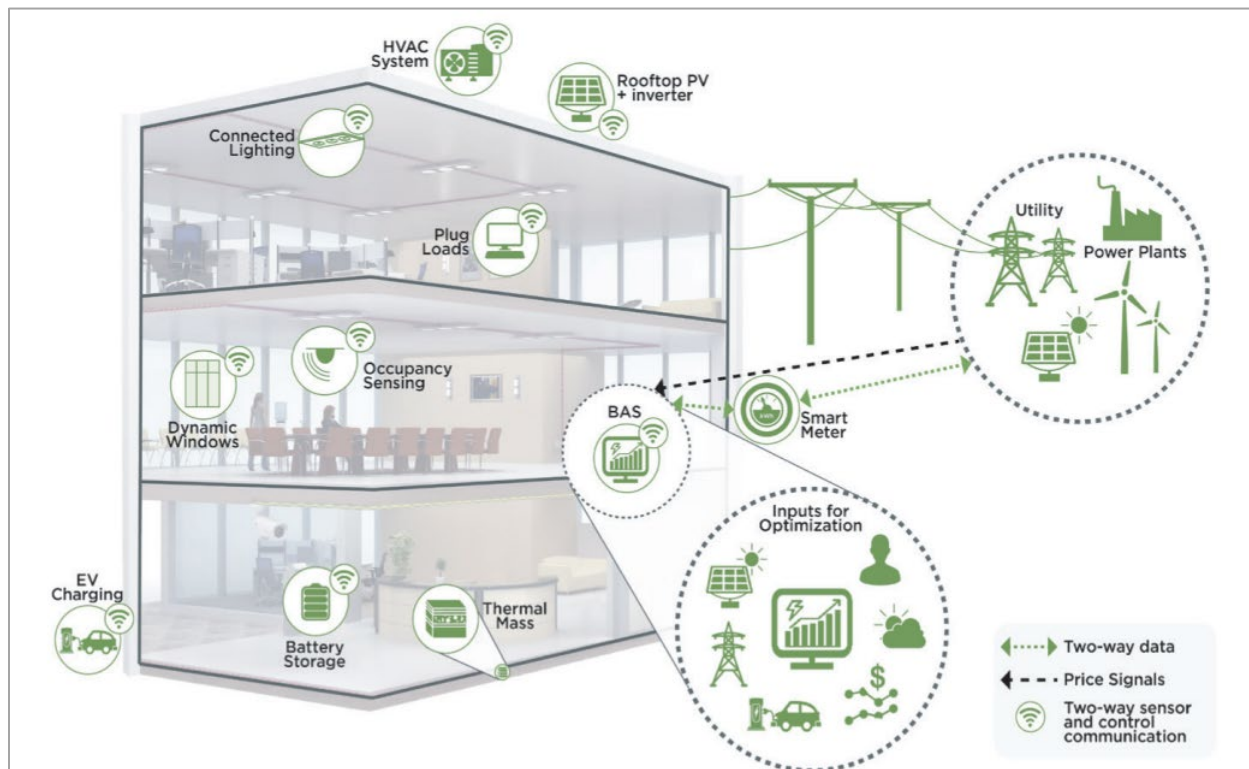 HVAC
System
Rooftop PV
+ inverter
Connected
Lighting
Plug
Loads
Utility
Power Plants
Occupancy
Sensing
Dynamic
Windows
BAS
Smart
Meter
Inputs for
Optimization
EV
Charging
Battery
Storage
Thermal
Mass
$
Two-way data
Price Signals
Two-way sensor
and control
communication